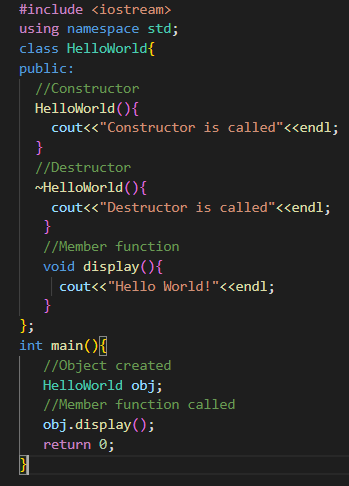 #include <iostream>
using namespace std;
class HelloWorld{
public:
  //Constructor
  HelloWorld(){
    cout<<"Constructor is called"<<endl;
  }
  //Destructor
  ~HelloWorld(){
    cout<<"Destructor is called"<<endl;
   }
   //Member function
   void display(){
     cout<<"Hello World!"<<endl;
   }
};
int main(){
   //Object created
   HelloWorld obj;
   //Member function called
   obj.display();
   return 0;
}